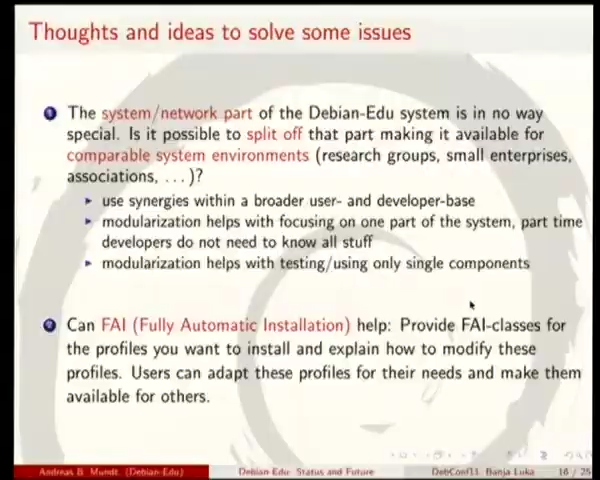 Thoughts and ideas to solve some issues
1 The system/network part of the Debian-Edu system is in no way
special. Is it possible to split off that part making it available for
comparable system environments (research groups, small enterprises,
associations, ...)?
use synergies within a broader user- and developer-base
modularization helps with focusing on one part of the system, part time
developers do not need to know all stuff
modularization helps with testing/using only single components
2 Can FAI (Fully Automatic Installation) help: Provide FAI-classes for
the profiles you want to install and explain how to modify these
profiles. Users can adapt these profiles for their needs and make them
available for others.
Andreas B. Mundt (Debian-Edu) Debian Edu: Status and Future DebConf11 Banja Luka 16 / 25